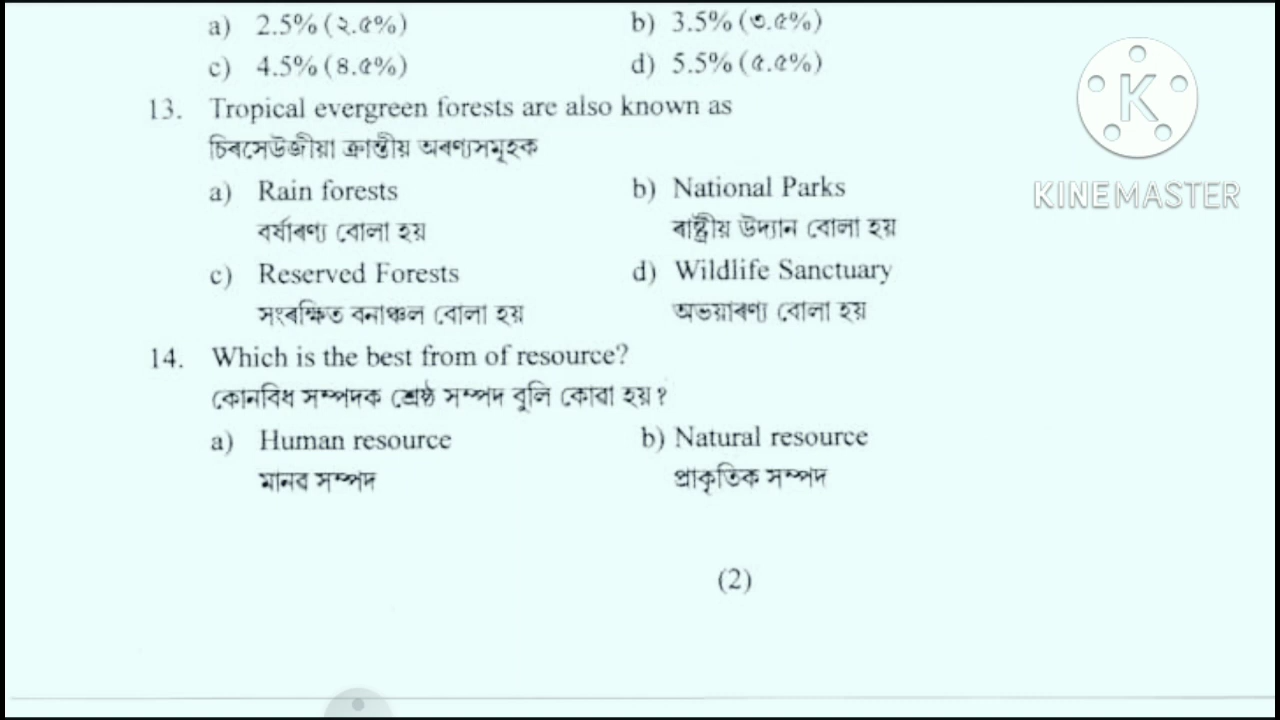 a) 2.5% (২.৫%) b) 3.5% (৩.৫%)
c) 4.5% (৪.৫%) d) 5.5% (৫.৫%)
13. Tropical evergreen forests are also known as
চিৰসেউজীয়া ক্ৰান্তীয় অৰণ্যসমূহক
a) Rain forests b) National Parks
বৰ্ষাৰণ্য বোলা হয় ৰাষ্ট্ৰীয় উদ্যান বোলা হয়
c) Reserved Forests d) Wildlife Sanctuary
সংৰক্ষিত বনাঞ্চল বোলা হয় অভয়াৰণ্য বোলা হয়
14. Which is the best from of resource?
কোনবিধ সম্পদক শ্ৰেষ্ঠ সম্পদ বুলি কোৱা হয়?
a) Human resource b) Natural resource
মানৱ সম্পদ প্ৰাকৃতিক সম্পদ
(2)
K
KINEMASTER